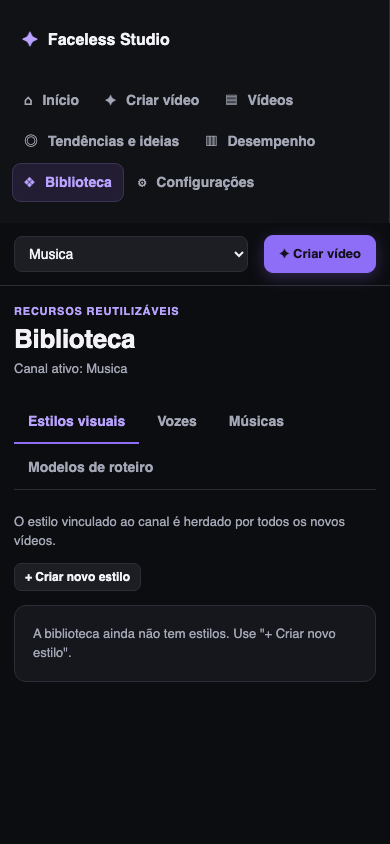 Faceless Studio
Início
Criar vídeo
Vídeos
Tendências e ideias
Desempenho
Biblioteca
Configurações
Musica
Criar vídeo
RECURSOS REUTILIZÁVEIS
Biblioteca
Canal ativo: Musica
Estilos visuais
Vozes
Músicas
Modelos de roteiro
O estilo vinculado ao canal é herdado por todos os novos
vídeos.
+ Criar novo estilo
A biblioteca ainda não tem estilos. Use "+ Criar novo
estilo".